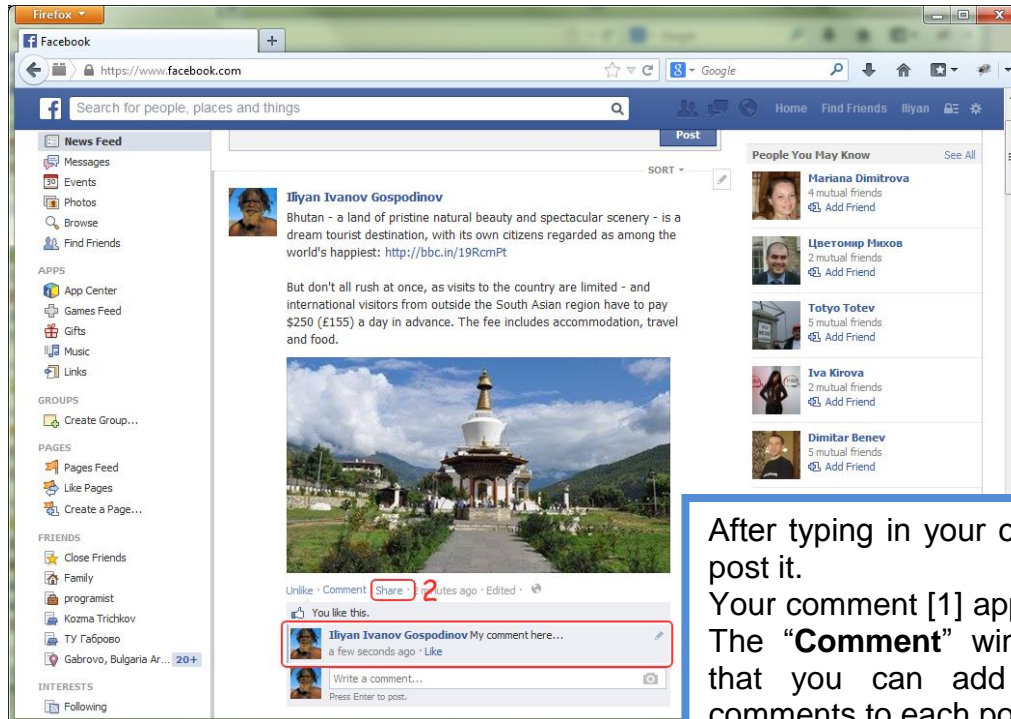 Firefox
Facebook
https://www.facebook.com
Google
Search for people, places and things
Home Find Friends Iliyan
News Feed
Messages
Events
Photos
Browse
Find Friends
APPS
App Center
Games Feed
Gifts
Music
Links
GROUPS
Create Group...
PAGES
Pages Feed
Like Pages
Create a Page...
FRIENDS
Close Friends
Family
programist
Kozma Trichkov
ТУ Габрово
Gabrovo, Bulgaria Ar... 20+
INTERESTS
Following
Post
SORT
Iliyan Ivanov Gospodinov
Bhutan - a land of pristine natural beauty and spectacular scenery - is a
dream tourist destination, with its own citizens regarded as among the
world's happiest: http://bbc.in/19RcmPt
But don't all rush at once, as visits to the country are limited - and
international visitors from outside the South Asian region have to pay
$250 (£155) a day in advance. The fee includes accommodation, travel
and food.
Unlike · Comment · Share · 2 minutes ago · Edited ·
You like this.
Iliyan Ivanov Gospodinov My comment here...
a few seconds ago · Like
Write a comment...
Press Enter to post.
People You May Know See All
Mariana Dimitrova
4 mutual friends
Add Friend
Цветомир Михов
2 mutual friends
Add Friend
Totyo Totev
5 mutual friends
Add Friend
Iva Kirova
2 mutual friends
Add Friend
Dimitar Benev
5 mutual friends
Add Friend
After typing in your
post it.
Your comment [1]
The “Comment”
that you can add
comments to each